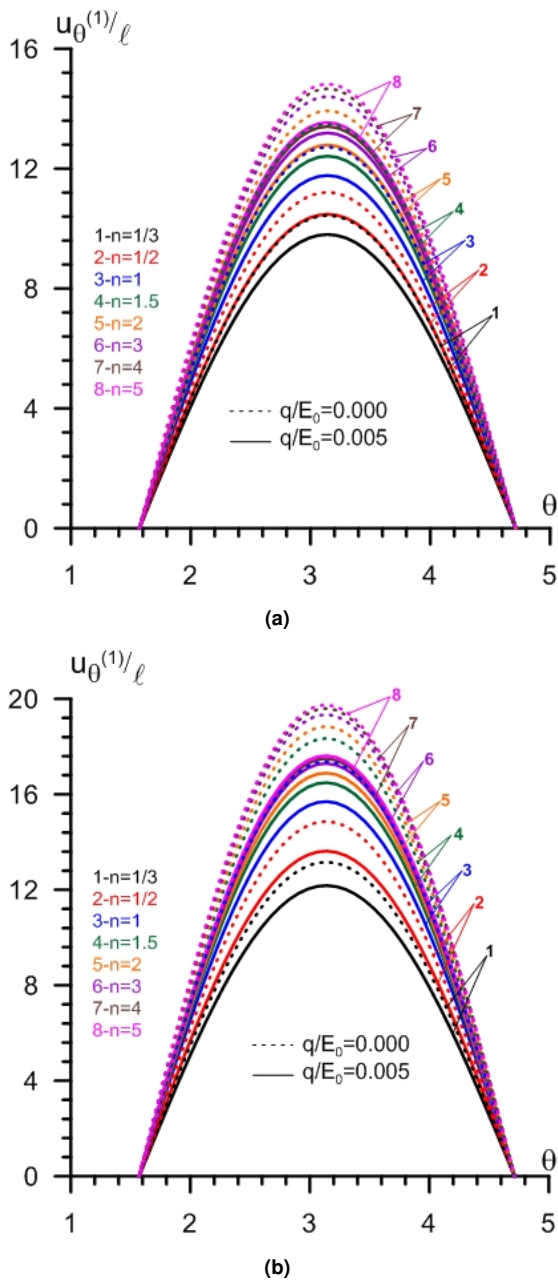 u_θ^(1)/ℓ
16
8
7
6
5
12
4
1-n=1/3
2-n=1/2
3
3-n=1
2
4-n=1.5
8
1
5-n=2
6-n=3
7-n=4
8-n=5
q/E₀=0.000
4
q/E₀=0.005
θ
0
1 2 3 4 5
(a)
u_θ^(1)/ℓ
20
8
7
16
6
5
4
1-n=1/3
3
12
2-n=1/2
2
3-n=1
4-n=1.5
1
5-n=2
8
6-n=3
7-n=4
8-n=5
q/E₀=0.000
q/E₀=0.005
4
θ
0
1 2 3 4 5
(b)